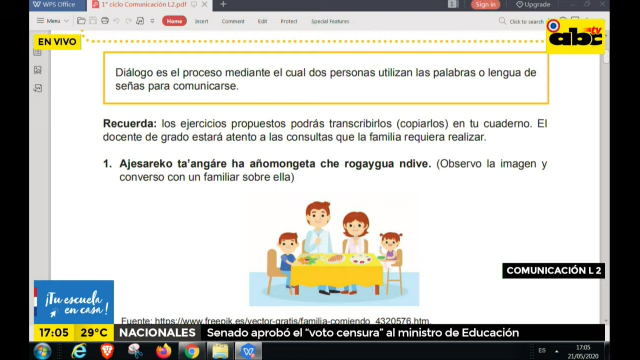 WPS Office
1° ciclo Comunicación L2.pdf
Sign in
Upgrade
Menu
Home
Insert
Comment
Edit
Page
Protect
Special Features
Click to search
EN VIVO
abc tv
Diálogo es el proceso mediante el cual dos personas utilizan las palabras o lengua de
señas para comunicarse.
Recuerda: los ejercicios propuestos podrás transcribirlos (copiarlos) en tu cuaderno. El
docente de grado estará atento a las consultas que la familia requiera realizar.
1. Ajesareko ta'angáre ha añomongeta che rogaygua ndive. (Observo la imagen y
converso con un familiar sobre ella)
COMUNICACIÓN L 2
¡Tu escuela
en casa!
Fuente: https://www.freepik.es/vector-gratis/familia-comiendo_4320576.htm.
17:05 29°C NACIONALES Senado aprobó el "voto censura" al ministro de Educación
ES
17:05
21/05/2020